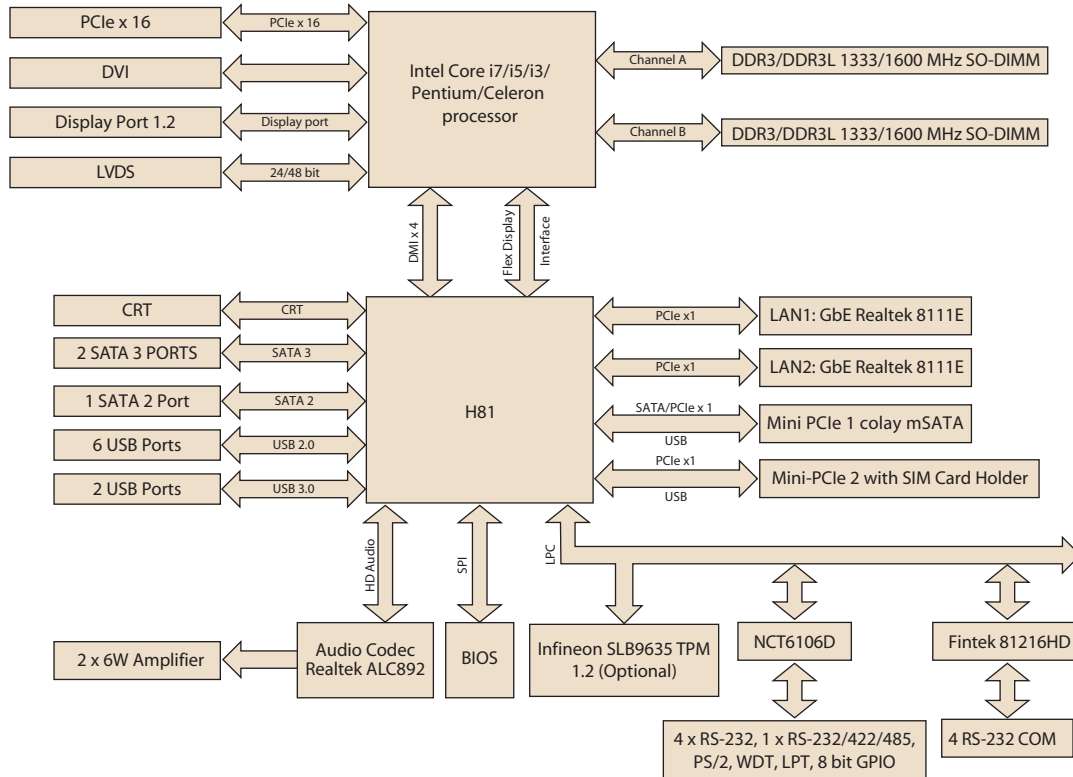 PCIe x 16
PCIe x 16
DVI
Display Port 1.2
Display port
LVDS
24/48 bit
Intel Core i7/i5/i3/
Pentium/Celeron
processor
Channel A
DDR3/DDR3L 1333/1600 MHz SO-DIMM
Channel B
DDR3/DDR3L 1333/1600 MHz SO-DIMM
DMI x 4
Flex Display
Interface
CRT
CRT
2 SATA 3 PORTS
SATA 3
1 SATA 2 Port
SATA 2
6 USB Ports
USB 2.0
2 USB Ports
USB 3.0
H81
PCIe x1
LAN1: GbE Realtek 8111E
PCIe x1
LAN2: GbE Realtek 8111E
SATA/PCIe x 1
USB
Mini PCIe 1 colay mSATA
PCIe x1
USB
Mini-PCIe 2 with SIM Card Holder
HD Audio
SPI
LPC
2 x 6W Amplifier
Audio Codec
Realtek ALC892
BIOS
Infineon SLB9635 TPM
1.2 (Optional)
NCT6106D
Fintek 81216HD
4 x RS-232, 1 x RS-232/422/485,
PS/2, WDT, LPT, 8 bit GPIO
4 RS-232 COM